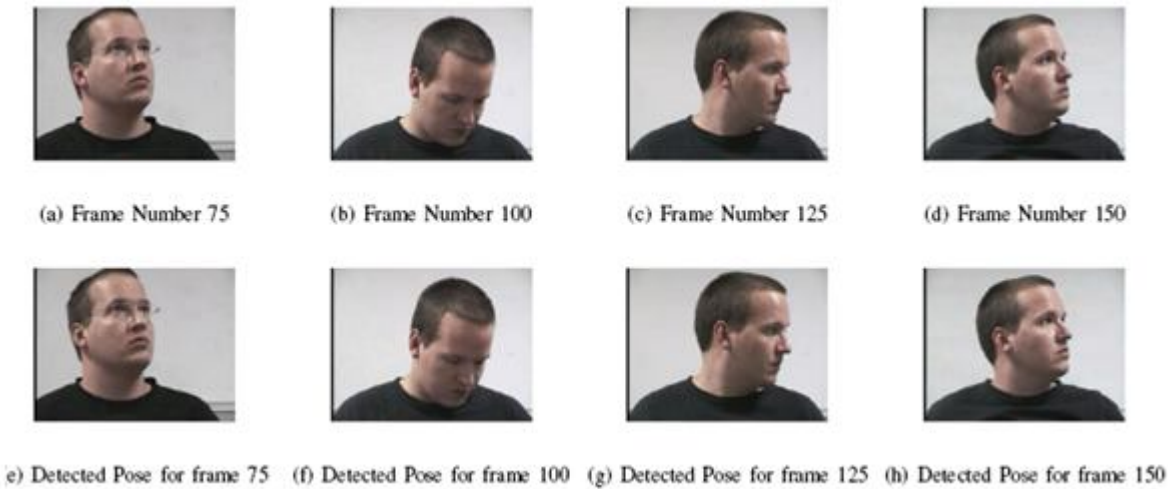 (a) Frame Number 75 (b) Frame Number 100 (c) Frame Number 125 (d) Frame Number 150
e) Detected Pose for frame 75 (f) Detected Pose for frame 100 (g) Detected Pose for frame 125 (h) Detected Pose for frame 150